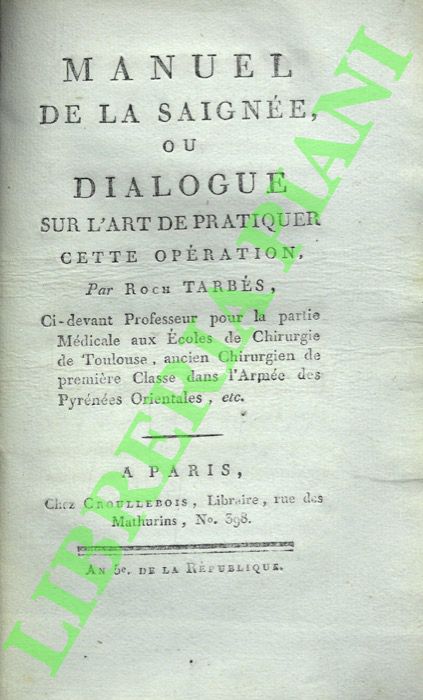 MANUEL
DE LA SAIGNÉE,
OU
DIALOGUE
SUR L'ART DE PRATIQUER
CETTE OPÉRATION,
Par ROCH TARBÉS,
Ci-devant Professeur pour la partie
Médicale aux Écoles de Chirurgie
de Toulouse, ancien Chirurgien de
première Classe dans l'Armée des
Pyrénées Orientales, etc.
A PARIS,
Chez CROULLEBOIS, Libraire, rue des
Mathurins, No. 398.
AN 5e. DE LA RÉPUBLIQUE.
LIBRERIA PIANI